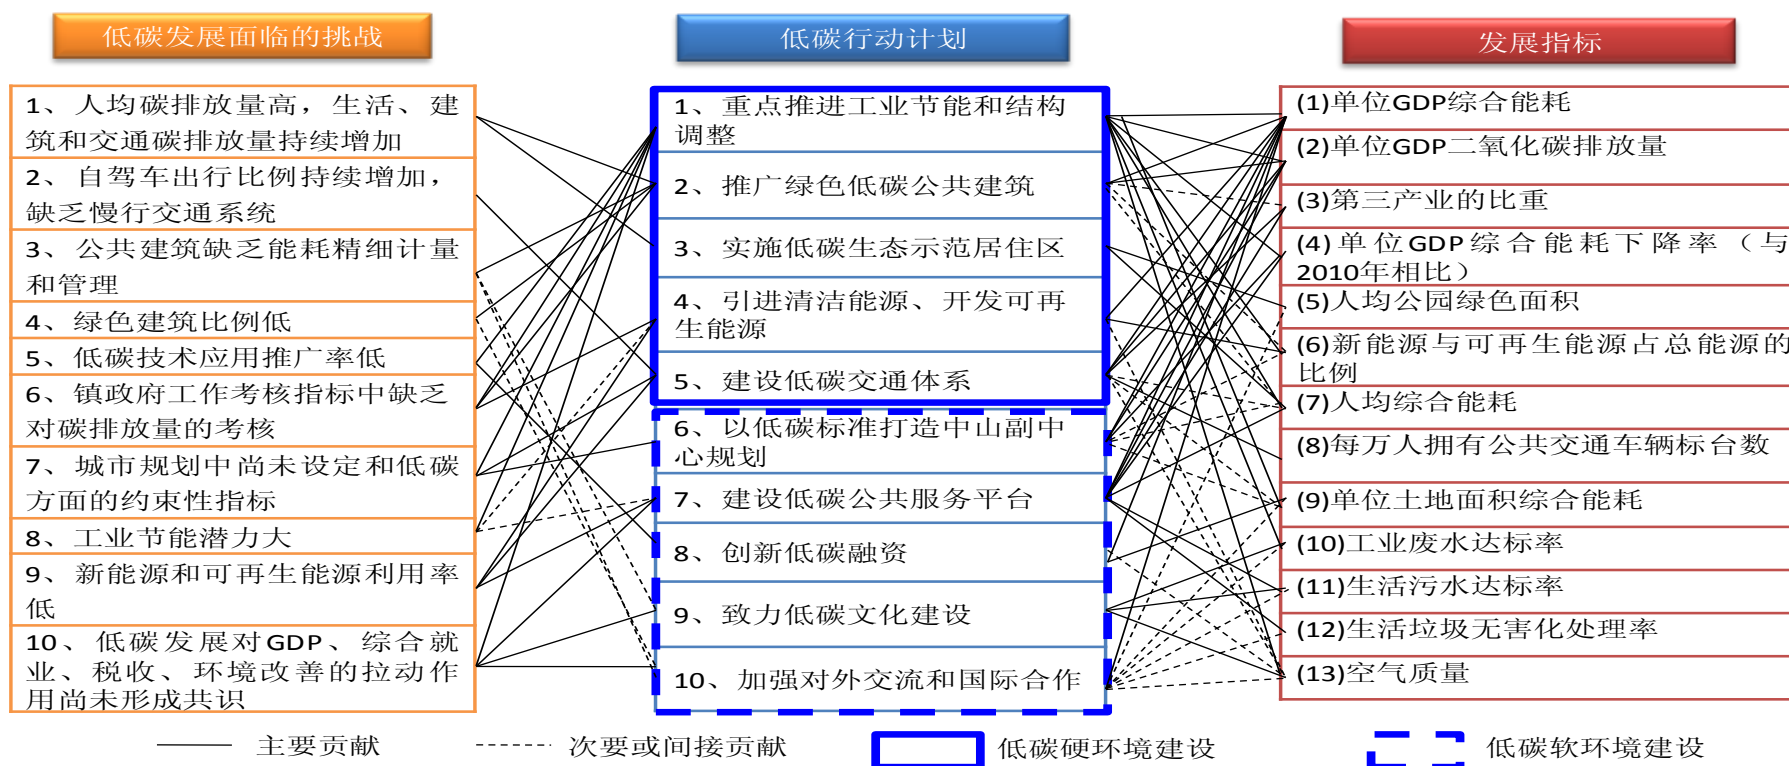 低碳发展面临的挑战
1、人均碳排放量高，生活、建
筑和交通碳排放量持续增加
2、自驾车出行比例持续增加，
缺乏慢行交通系统
3、公共建筑缺乏能耗精细计量
和管理
4、绿色建筑比例低
5、低碳技术应用推广率低
6、镇政府工作考核指标中缺乏
对碳排放量的考核
7、城市规划中尚未设定和低碳
方面的约束性指标
8、工业节能潜力大
9、新能源和可再生能源利用率
低
10、低碳发展对GDP、综合就
业、税收、环境改善的拉动作
用尚未形成共识
低碳行动计划
1、重点推进工业节能和结构
调整
2、推广绿色低碳公共建筑
3、实施低碳生态示范居住区
4、引进清洁能源、开发可再
生能源
5、建设低碳交通体系
6、以低碳标准打造中山副中
心规划
7、建设低碳公共服务平台
8、创新低碳融资
9、致力低碳文化建设
10、加强对外交流和国际合作
发展指标
(1)单位GDP综合能耗
(2)单位GDP二氧化碳排放量
(3)第三产业的比重
(4)单位GDP综合能耗下降率（与
2010年相比）
(5)人均公园绿色面积
(6)新能源与可再生能源占总能源的
比例
(7)人均综合能耗
(8)每万人拥有公共交通车辆标台数
(9)单位土地面积综合能耗
(10)工业废水达标率
(11)生活污水达标率
(12)生活垃圾无害化处理率
(13)空气质量
主要贡献
次要或间接贡献
低碳硬环境建设
低碳软环境建设